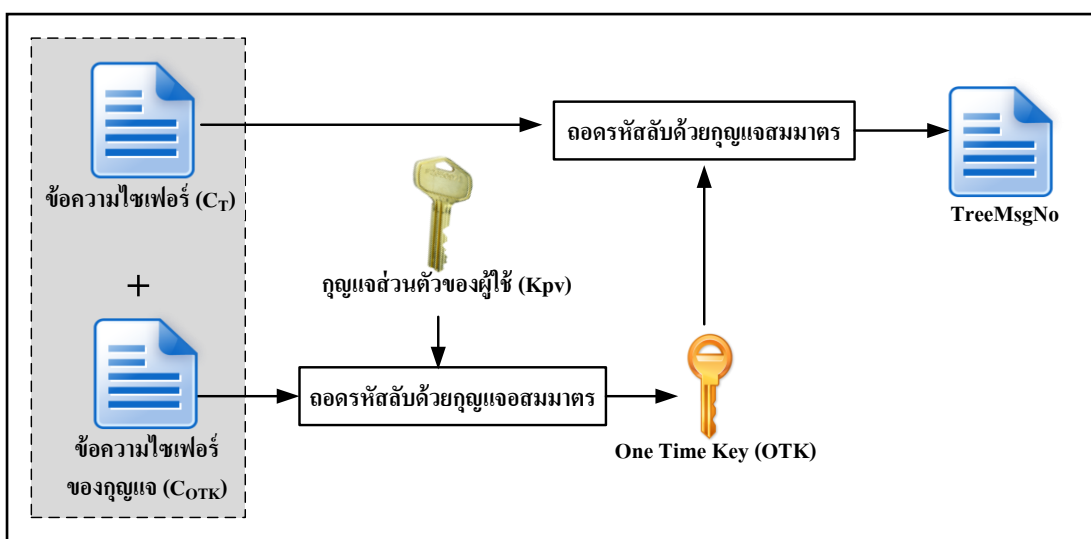 ถอดรหัสลับด้วยกุญแจสมมาตร
ข้อความไซเฟอร์ (C_T)
TreeMsgNo
กุญแจส่วนตัวของผู้ใช้ (Kpv)
+
ถอดรหัสลับด้วยกุญแจอสมมาตร
ข้อความไซเฟอร์
ของกุญแจ (C_OTK)
One Time Key (OTK)